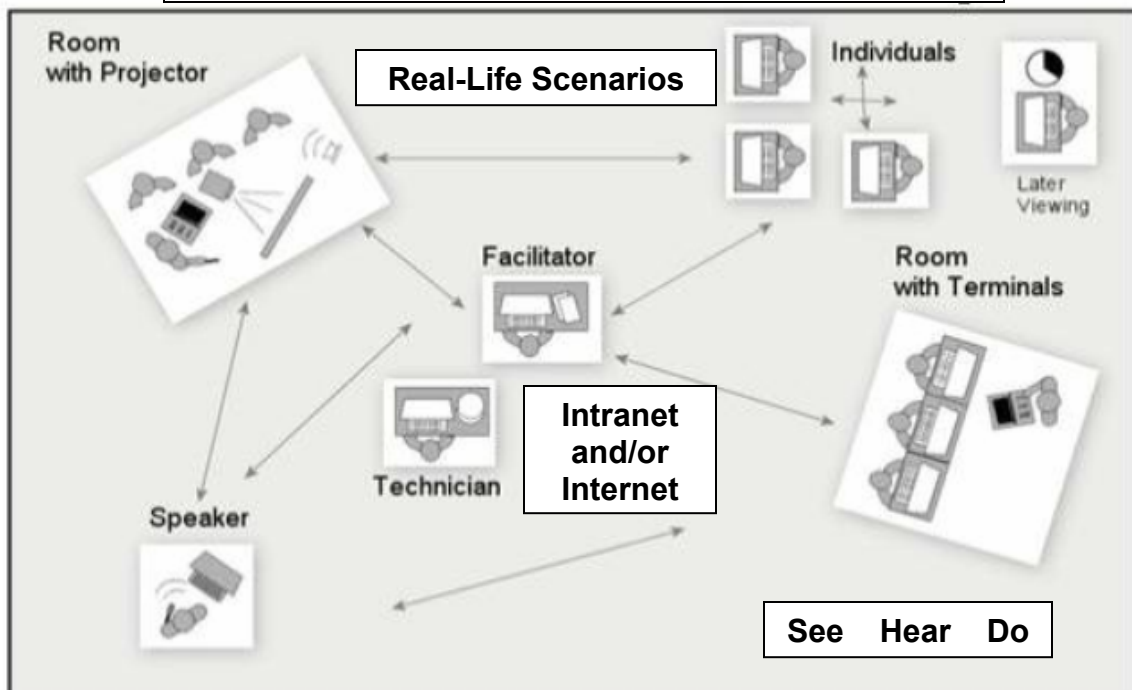 Room
with Projector
Real-Life Scenarios
Individuals
Later
Viewing
Facilitator
Room
with Terminals
Technician
Intranet
and/or
Internet
Speaker
See Hear Do